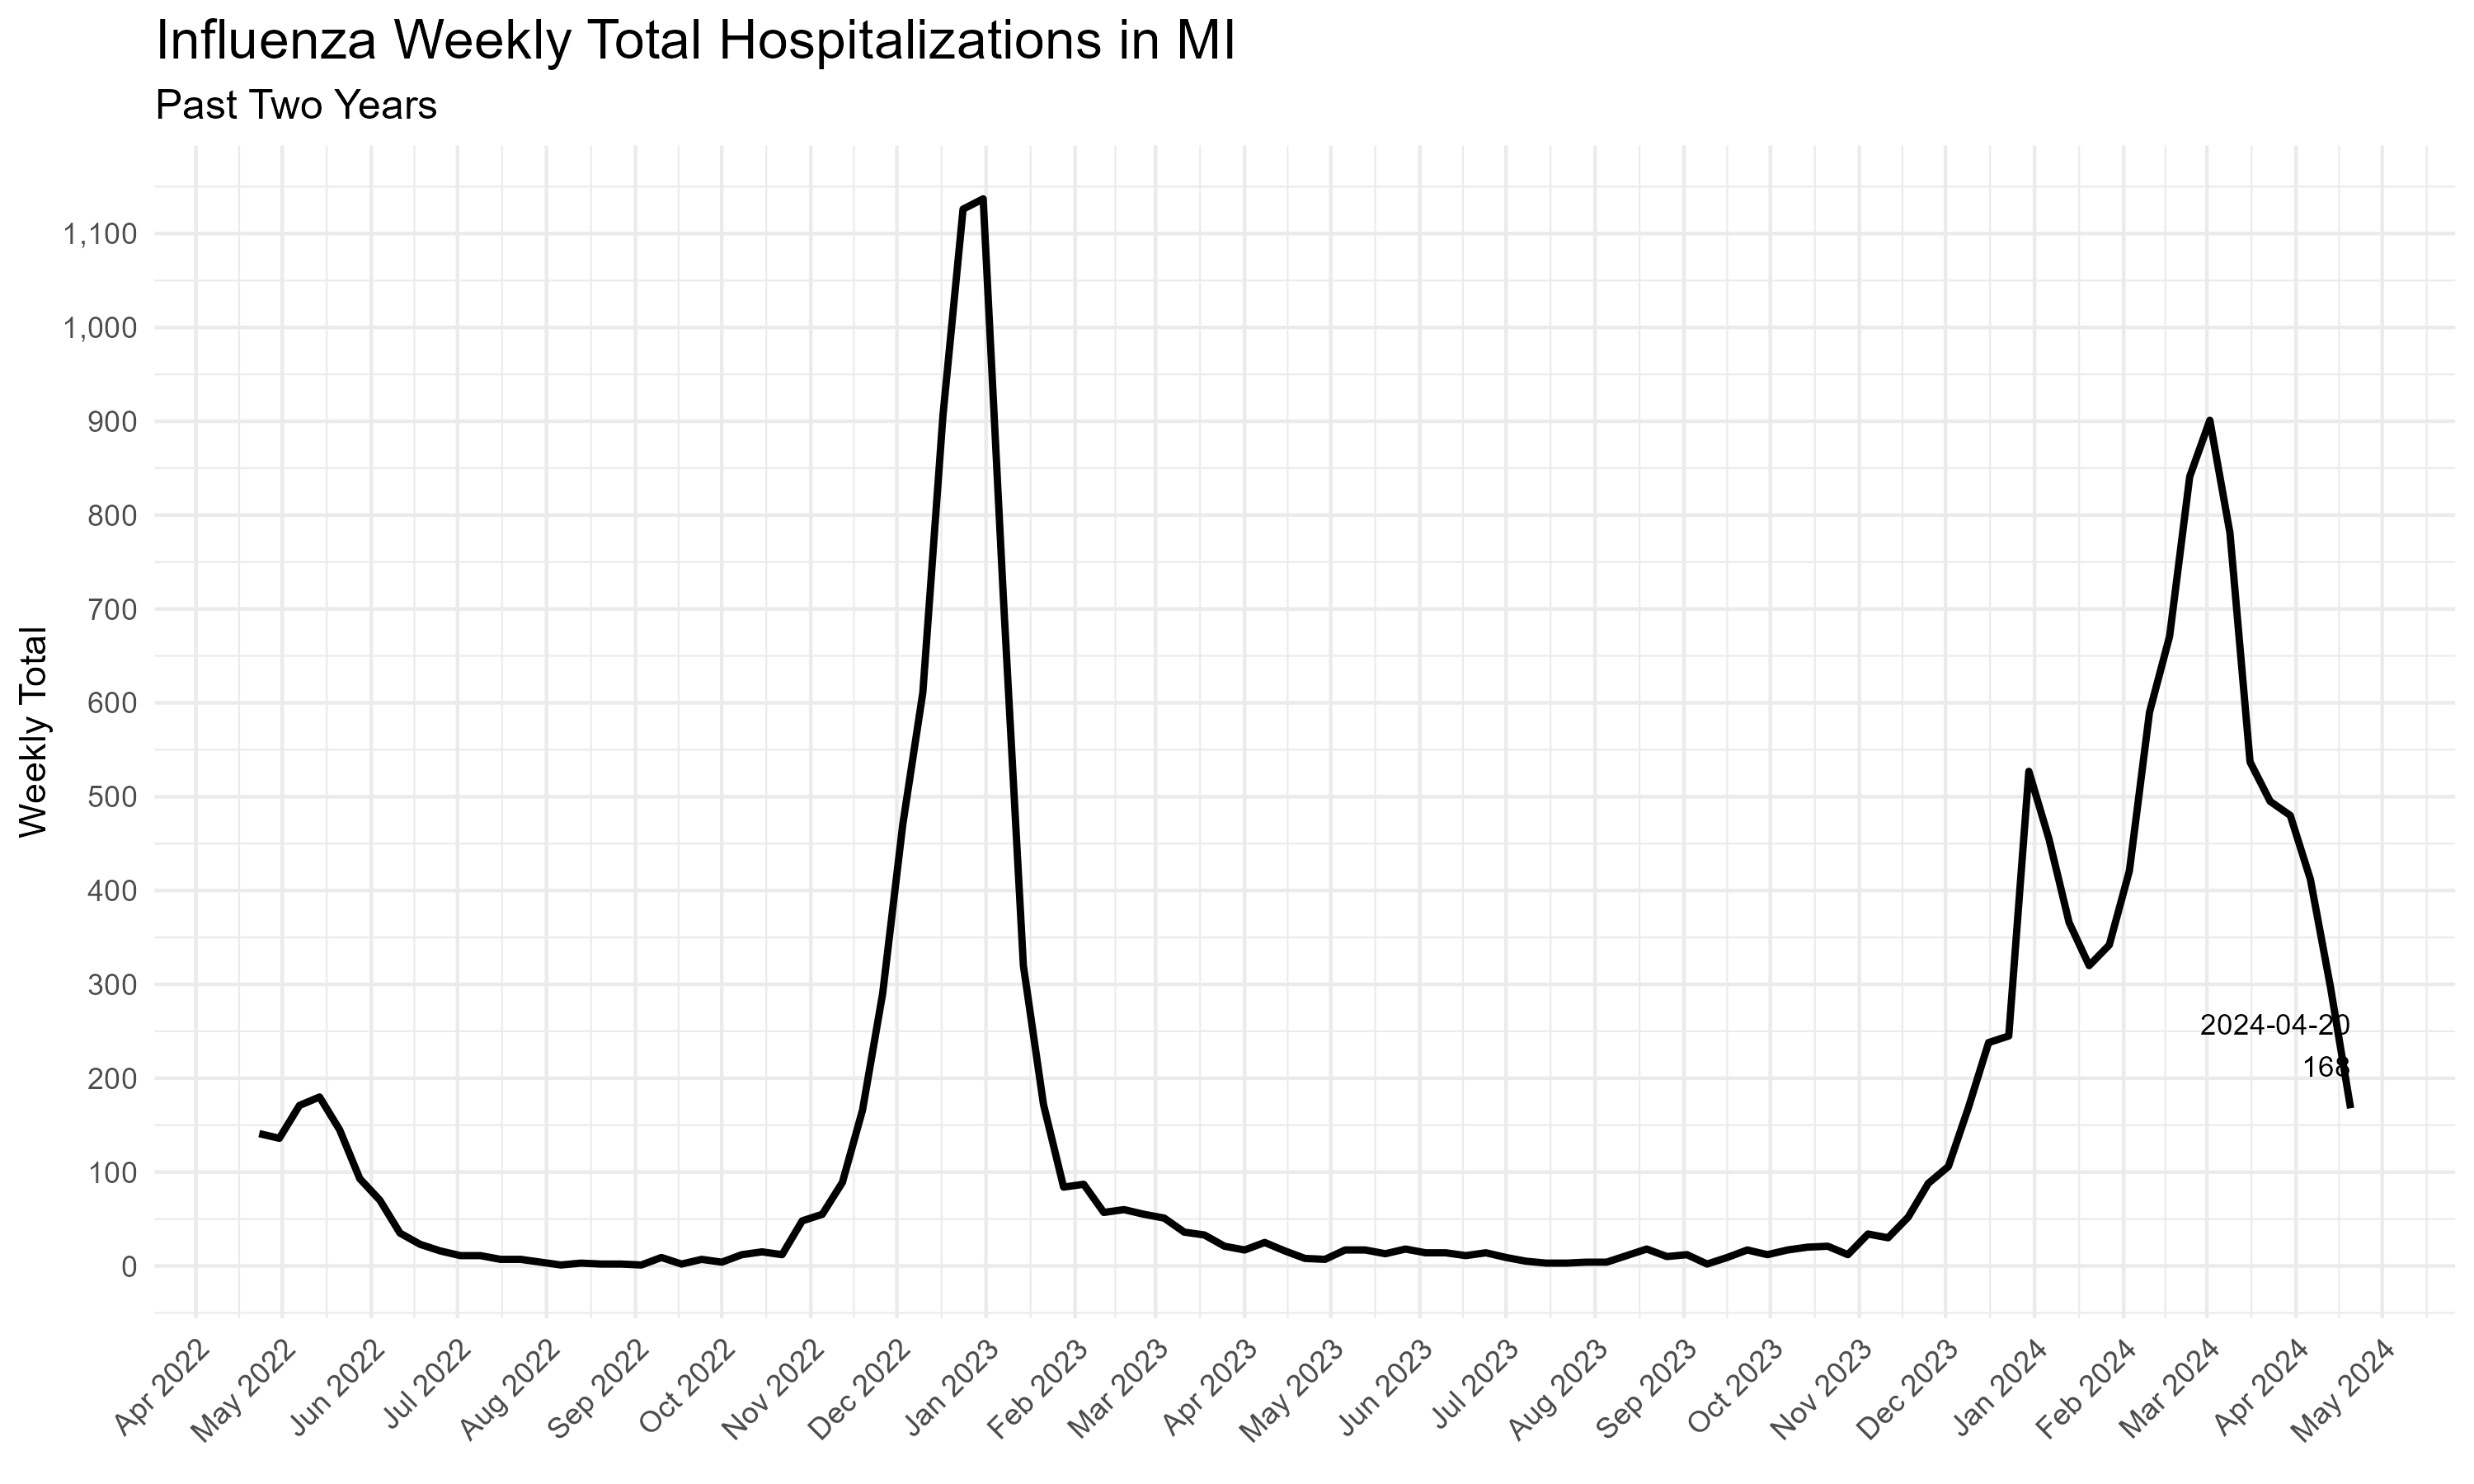 Influenza Weekly Total Hospitalizations in MI
Past Two Years
Weekly Total
1,100
1,000
900
800
700
600
500
400
300
200
100
0
2024-04-20
168
Apr 2022
May 2022
Jun 2022
Jul 2022
Aug 2022
Sep 2022
Oct 2022
Nov 2022
Dec 2022
Jan 2023
Feb 2023
Mar 2023
Apr 2023
May 2023
Jun 2023
Jul 2023
Aug 2023
Sep 2023
Oct 2023
Nov 2023
Dec 2023
Jan 2024
Feb 2024
Mar 2024
Apr 2024
May 2024